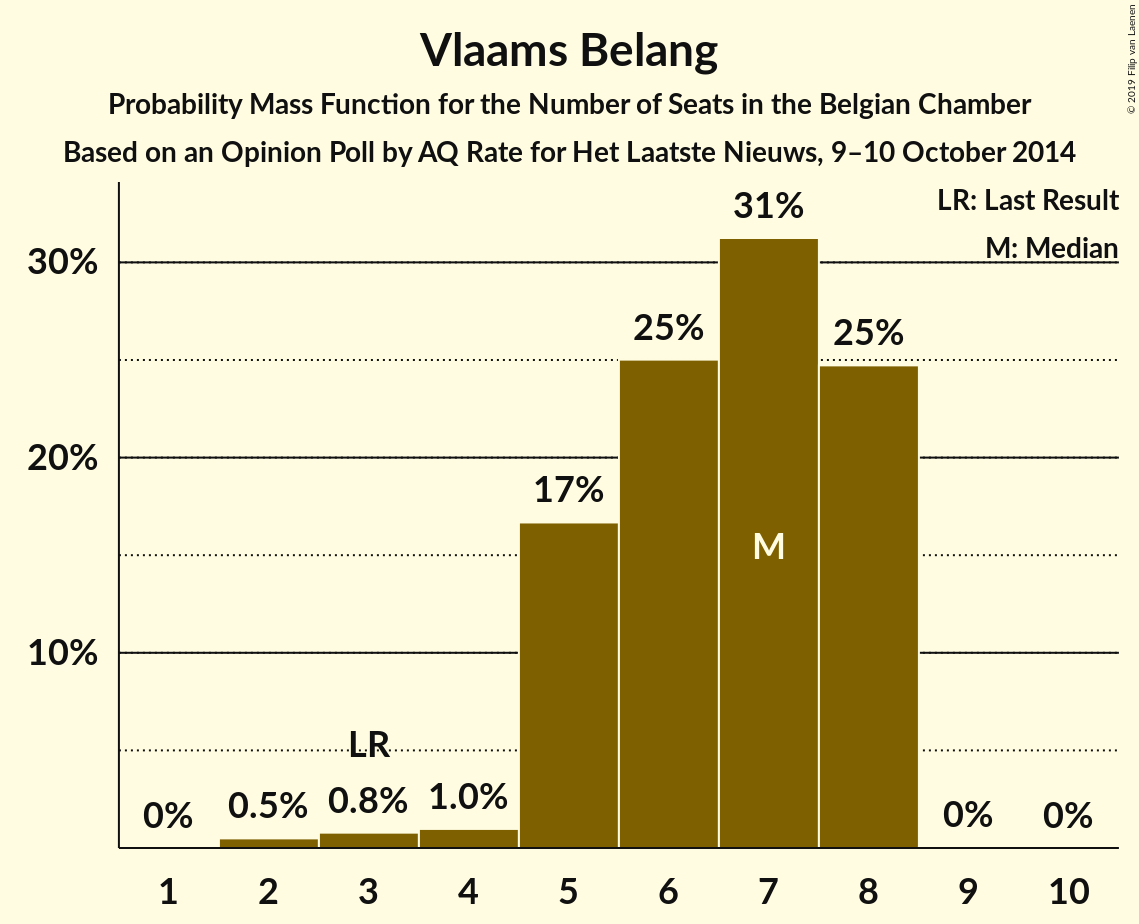 Vlaams Belang
Probability Mass Function for the Number of Seats in the Belgian Chamber
Based on an Opinion Poll by AQ Rate for Het Laatste Nieuws, 9–10 October 2014
© 2019 Filip van Laenen
LR: Last Result
M: Median
30%
20%
10%
0%
0.5%
LR
0.8%
1.0%
17%
25%
31%
M
25%
0%
0%
1 2 3 4 5 6 7 8 9 10